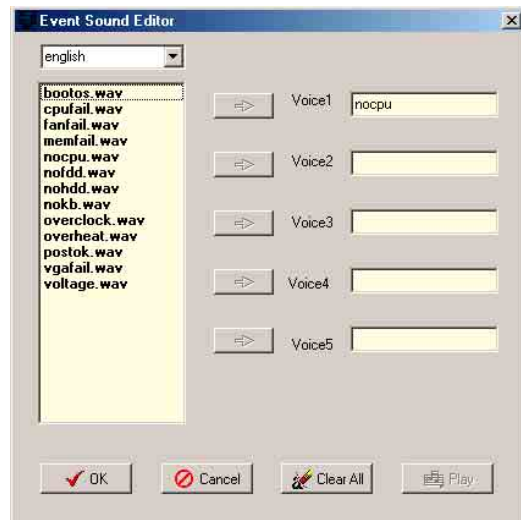 Event Sound Editor
english
bootos.wav
cpufail.wav
fanfail.wav
memfail.wav
nocpu.wav
nofdd.wav
nohdd.wav
nokb.wav
overclock.wav
overheat.wav
postok.wav
vgafail.wav
voltage.wav
Voice1 nocpu
Voice2
Voice3
Voice4
Voice5
OK Cancel Clear All Play